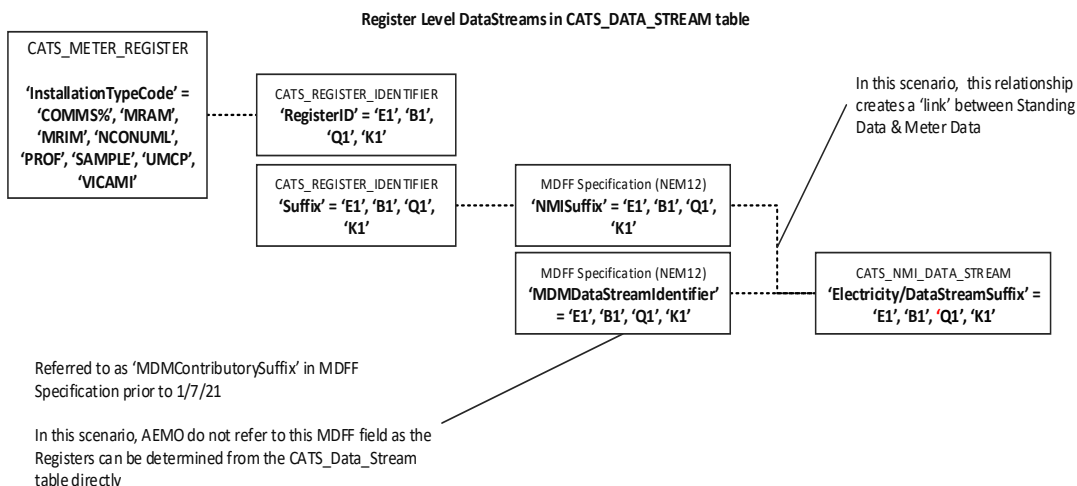 Register Level DataStreams in CATS_DATA_STREAM table
CATS_METER_REGISTER
‘InstallationTypeCode’ =
‘COMMS%’, ‘MRAM’,
‘MRIM’, ‘NCONUML’,
‘PROF’, ‘SAMPLE’, ‘UMCP’,
‘VICAMI’
CATS_REGISTER_IDENTIFIER
‘RegisterID’ = ‘E1’, ‘B1’,
‘Q1’, ‘K1’
In this scenario, this relationship
creates a ‘link’ between Standing
Data & Meter Data
CATS_REGISTER_IDENTIFIER
‘Suffix’ = ‘E1’, ‘B1’, ‘Q1’,
‘K1’
MDFF Specification (NEM12)
‘NMISuffix’ = ‘E1’, ‘B1’, ‘Q1’,
‘K1’
MDFF Specification (NEM12)
‘MDMDataStreamIdentifier’
= ‘E1’, ‘B1’, ‘Q1’, ‘K1’
CATS_NMI_DATA_STREAM
‘Electricity/DataStreamSuffix’ =
‘E1’, ‘B1’, ‘Q1’, ‘K1’
Referred to as ‘MDMContributorySuffix’ in MDFF
Specification prior to 1/7/21
In this scenario, AEMO do not refer to this MDFF field as the
Registers can be determined from the CATS_Data_Stream
table directly